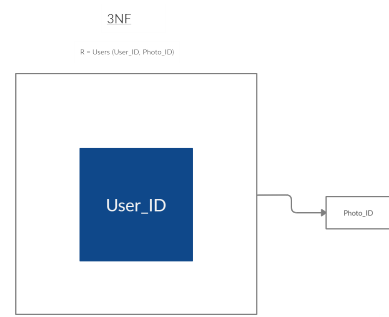 3NF
R = Users (User_ID, Photo_ID)
User_ID
Photo_ID